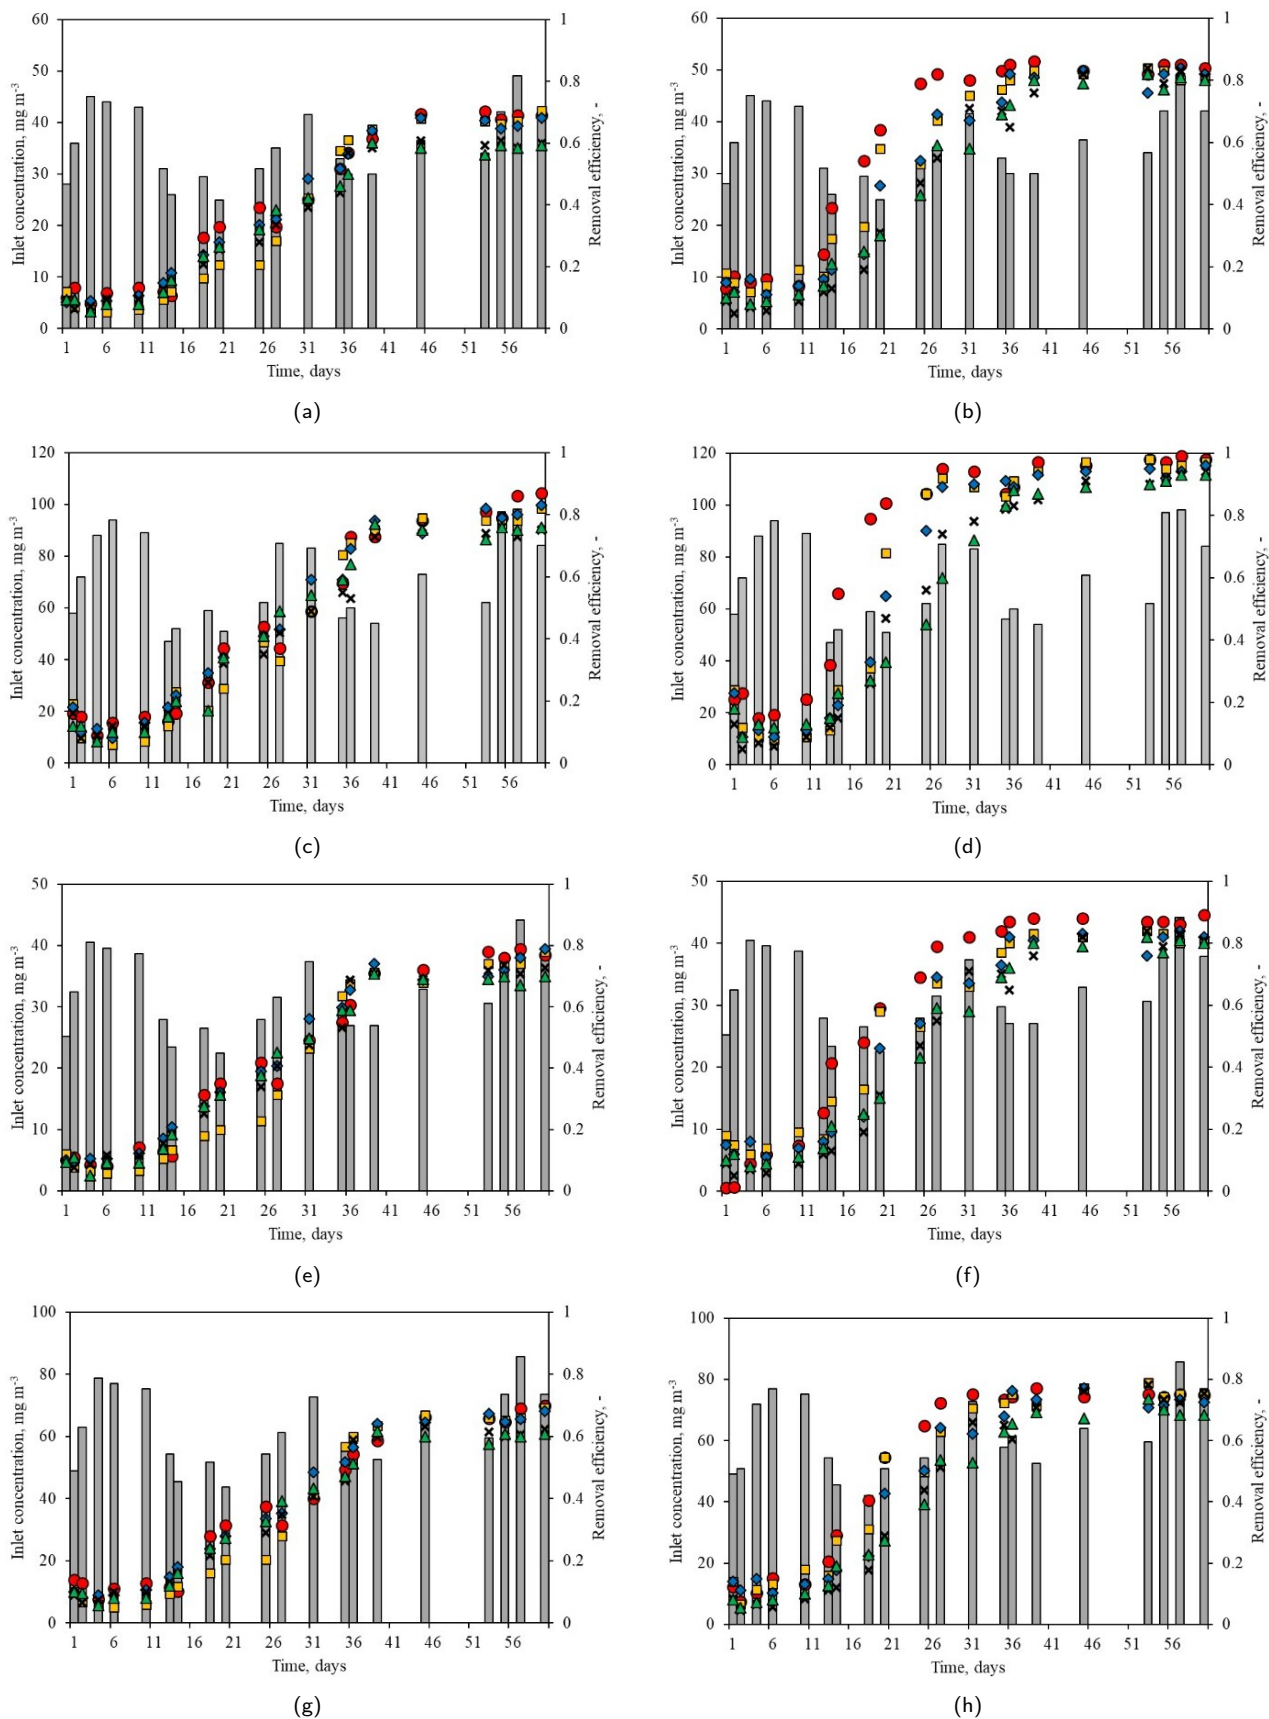 60
50
40
30
20
10
0
1
0.8
0.6
0.4
0.2
0
Inlet concentration, mg m-3
Removal efficiency, -
1 6 11 16 21 26 31 36 41 46 51 56
Time, days
(a)
60
50
40
30
20
10
0
1
0.8
0.6
0.4
0.2
0
Inlet concentration, mg m-3
Removal efficiency, -
1 6 11 16 21 26 31 36 41 46 51 56
Time, days
(b)
120
100
80
60
40
20
0
1
0.8
0.6
0.4
0.2
0
Inlet concentration, mg m-3
Removal efficiency, -
1 6 11 16 21 26 31 36 41 46 51 56
Time, days
(c)
120
100
80
60
40
20
0
1
0.8
0.6
0.4
0.2
0
Inlet concentration, mg m-3
Removal efficiency, -
1 6 11 16 21 26 31 36 41 46 51 56
Time, days
(d)
50
40
30
20
10
0
1
0.8
0.6
0.4
0.2
0
Inlet concentration, mg m-3
Removal efficiency, -
1 6 11 16 21 26 31 36 41 46 51 56
Time, days
(e)
50
40
30
20
10
0
1
0.8
0.6
0.4
0.2
0
Inlet concentration, mg m-3
Removal efficiency, -
1 6 11 16 21 26 31 36 41 46 51 56
Time, days
(f)
100
80
60
40
20
0
1
0.8
0.6
0.4
0.2
0
Inlet concentration, mg m-3
Removal efficiency, -
1 6 11 16 21 26 31 36 41 46 51 56
Time, days
(g)
100
80
60
40
20
0
1
0.8
0.6
0.4
0.2
0
Inlet concentration, mg m-3
Removal efficiency, -
1 6 11 16 21 26 31 36 41 46 51 56
Time, days
(h)